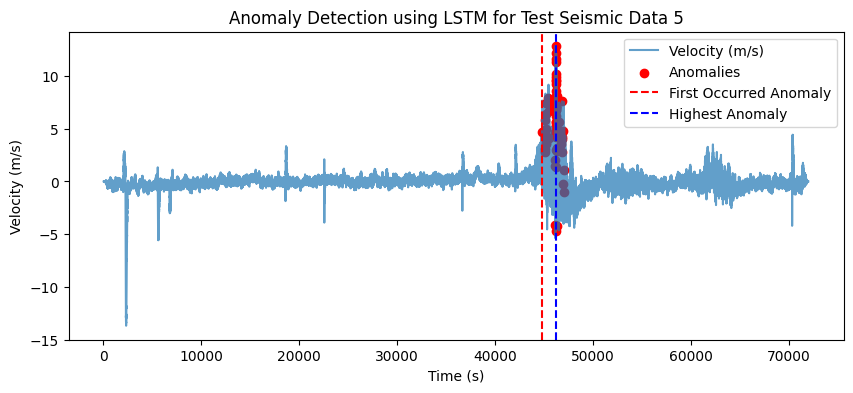 Anomaly Detection using LSTM for Test Seismic Data 5
Velocity (m/s)
Anomalies
First Occurred Anomaly
Highest Anomaly
Velocity (m/s)
10
5
0
−5
−10
−15
0
10000
20000
30000
40000
50000
60000
70000
Time (s)